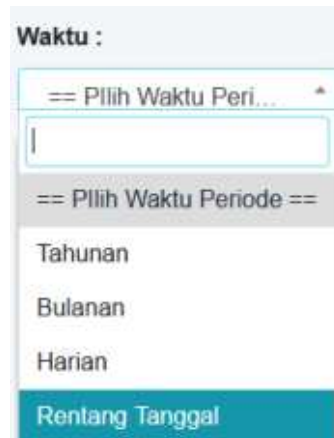 Waktu :
== PIlih Waktu Peri...
== PIlih Waktu Periode ==
Tahunan
Bulanan
Harian
Rentang Tanggal